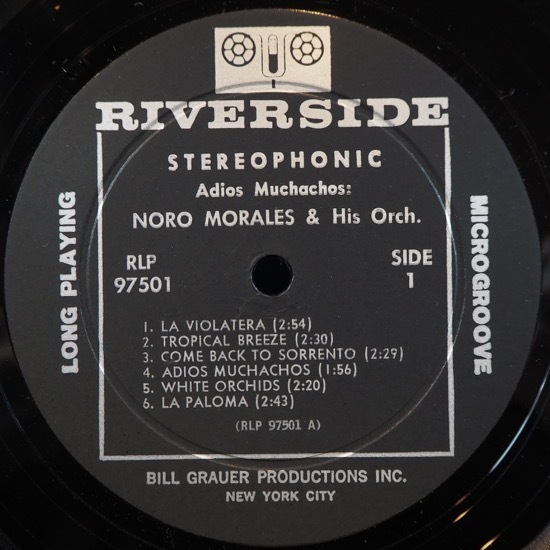 RIVERSIDE
STEREOPHONIC
Adios Muchachos:
NORO MORALES & His Orch.
RLP
97501
SIDE
1
LONG PLAYING
MICROGROOVE
1. LA VIOLATERA (2:54)
2. TROPICAL BREEZE (2:30)
3. COME BACK TO SORRENTO (2:29)
4. ADIOS MUCHACHOS (1:56)
5. WHITE ORCHIDS (2:20)
6. LA PALOMA (2:43)
(RLP 97501 A)
BILL GRAUER PRODUCTIONS INC.
NEW YORK CITY